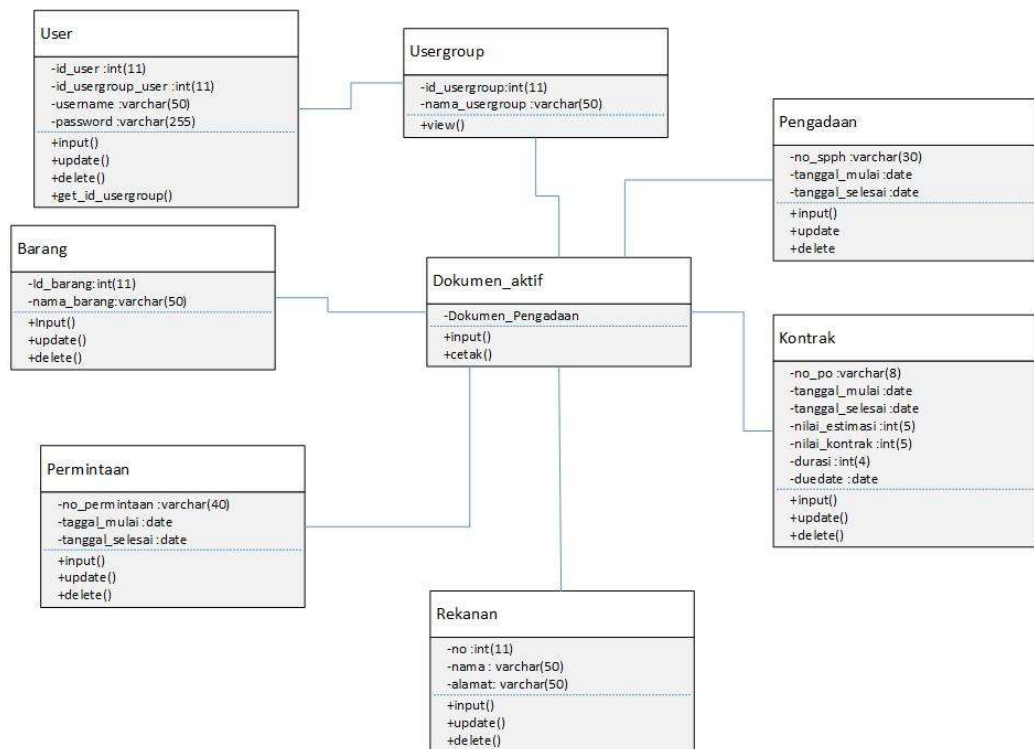 User
-id_user :int(11)
-id_usergroup_user :int(11)
-username :varchar(50)
-password :varchar(255)
+input()
+update()
+delete()
+get_id_usergroup()
Usergroup
-id_usergroup:int(11)
-nama_usergroup :varchar(50)
+view()
Pengadaan
-no_spph :varchar(30)
-tanggal_mulai :date
-tanggal_selesai :date
+input()
+update
+delete
Barang
-Id_barang:int(11)
-nama_barang:varchar(50)
+Input()
+update()
+delete()
Dokumen_aktif
-Dokumen_Pengadaan
+input()
+cetak()
Kontrak
-no_po :varchar(8)
-tanggal_mulai :date
-tanggal_selesai :date
-nilai_estimasi :int(5)
-nilai_kontrak :int(5)
-durasi :int(4)
-duedate :date
+input()
+update()
+delete()
Permintaan
-no_permintaan :varchar(40)
-taggal_mulai :date
-tanggal_selesai :date
+input()
+update()
+delete()
Rekanan
-no :int(11)
-nama : varchar(50)
-alamat: varchar(50)
+input()
+update()
+delete()